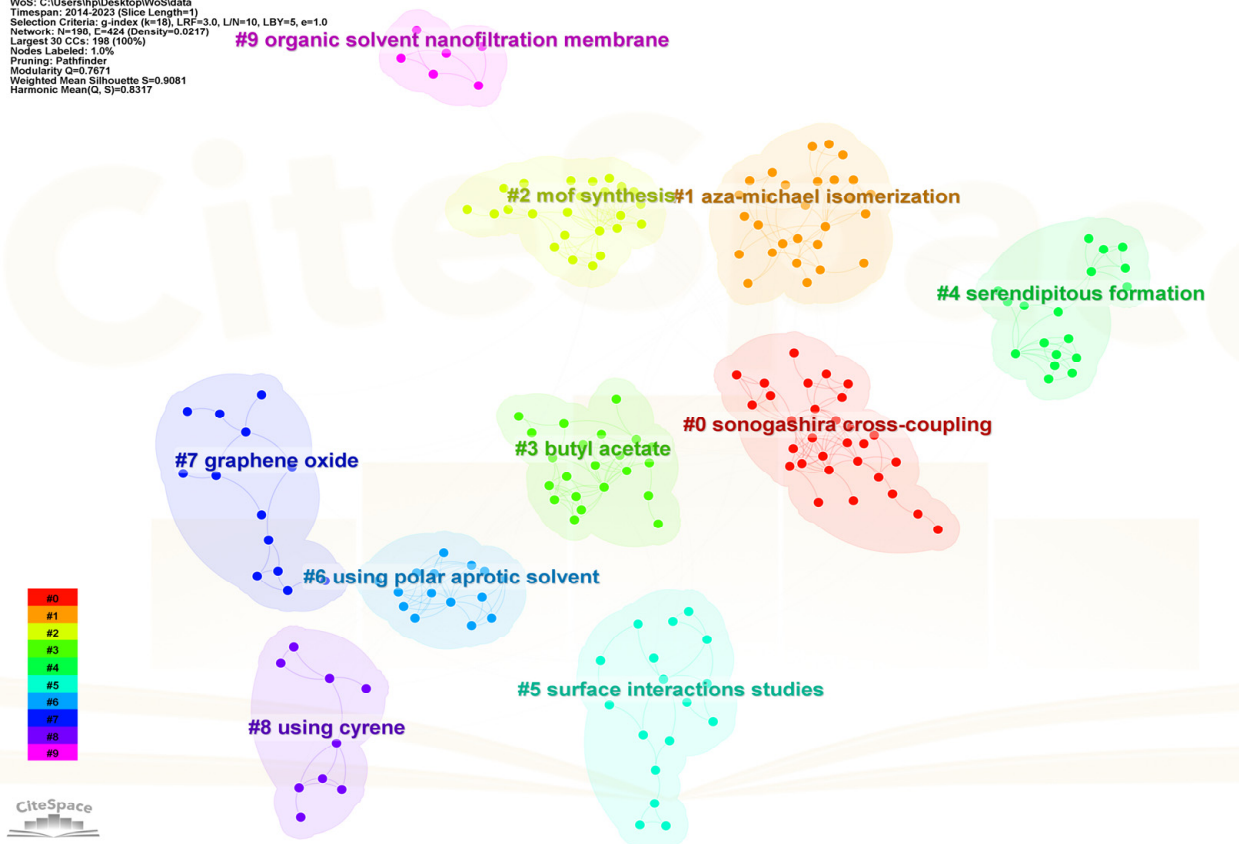 WoS: C:\Users\hp\Desktop\WoS\data
Timespan: 2014-2023 (Slice Length=1)
Selection Criteria: g-index (k=18), LRF=3.0, L/N=10, LBY=5, e=1.0
Network: N=198, E=424 (Density=0.0217)
Largest 30 CCs: 198 (100%)
Nodes Labeled: 1.0%
Pruning: Pathfinder
Modularity Q=0.7671
Weighted Mean Silhouette S=0.9081
Harmonic Mean(Q, S)=0.8317
#9 organic solvent nanofiltration membrane
CiteSpace
#2 mof synthesis
#1 aza-michael isomerization
#4 serendipitous formation
#0 sonogashira cross-coupling
#3 butyl acetate
#7 graphene oxide
#6 using polar aprotic solvent
#5 surface interactions studies
#8 using cyrene
#0
#1
#2
#3
#4
#5
#6
#7
#8
#9
CiteSpace